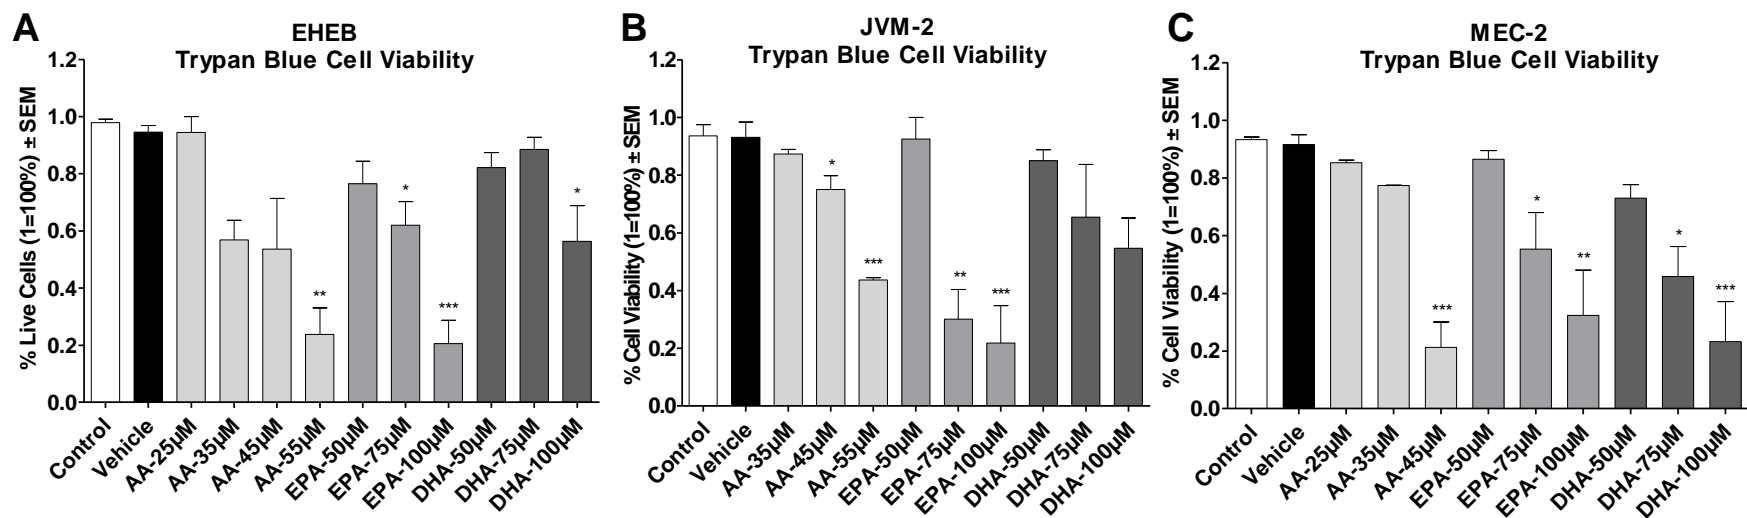 A
EHEB
Trypan Blue Cell Viability
% Live Cells (1=100%) ± SEM
1.2
1.0
0.8
0.6
0.4
0.2
0.0
**
*
***
*
Control
Vehicle
AA-25µM
AA-35µM
AA-45µM
AA-55µM
EPA-50µM
EPA-75µM
EPA-100µM
DHA-50µM
DHA-75µM
DHA-100µM
B
JVM-2
Trypan Blue Cell Viability
% Cell Viability (1=100%) ± SEM
1.2
1.0
0.8
0.6
0.4
0.2
0.0
*
***
**
***
Control
Vehicle
AA-35µM
AA-45µM
AA-55µM
EPA-50µM
EPA-75µM
EPA-100µM
DHA-50µM
DHA-75µM
DHA-100µM
C
MEC-2
Trypan Blue Cell Viability
% Cell Viability (1=100%) ± SEM
1.2
1.0
0.8
0.6
0.4
0.2
0.0
***
*
**
*
***
Control
Vehicle
AA-25µM
AA-35µM
AA-45µM
EPA-50µM
EPA-75µM
EPA-100µM
DHA-50µM
DHA-75µM
DHA-100µM